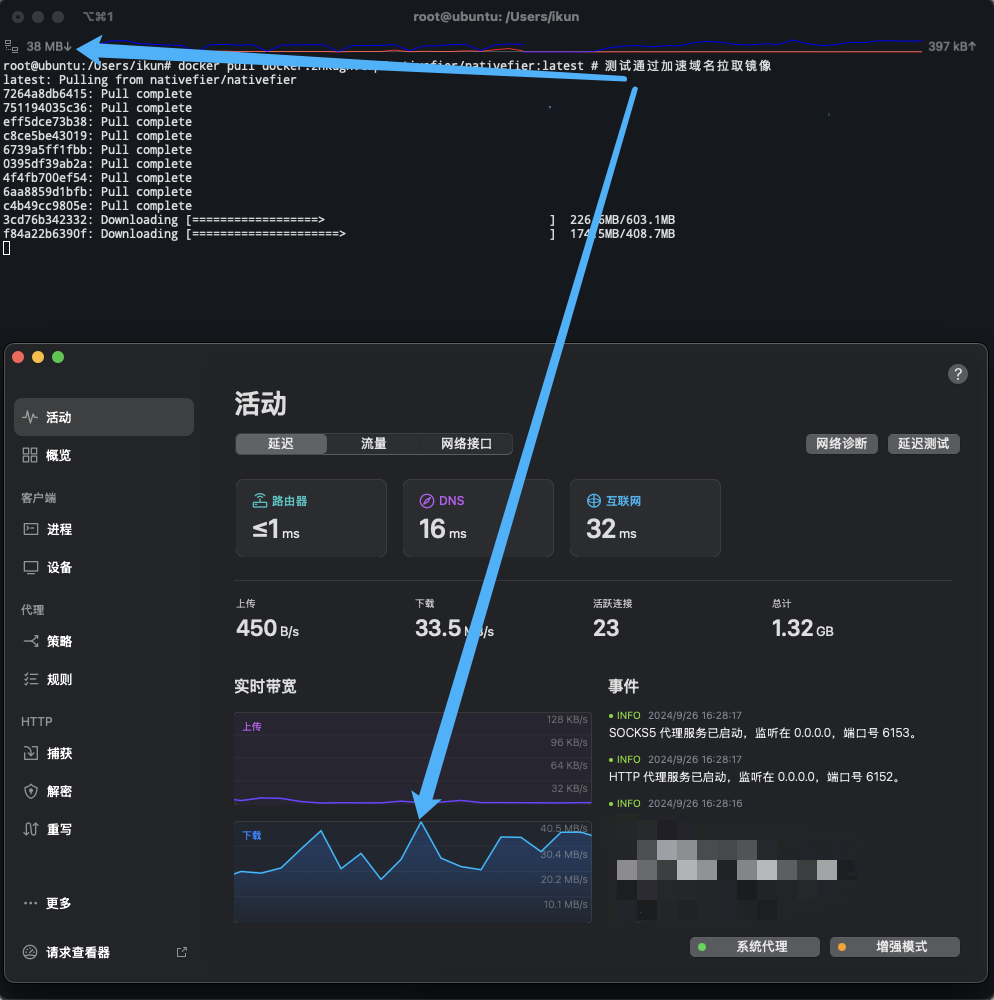 ⌥⌘1
root@ubuntu: /Users/ikun
38 MB↓
397 kB↑
root@ubuntu:/Users/ikun# docker pull :latest # 测试通过加速域名拉取镜像
latest: Pulling from nativefier/nativefier
7264a8db6415: Pull complete
751194035c36: Pull complete
eff5dce73b38: Pull complete
c8ce5be43019: Pull complete
6739a5ff1fbb: Pull complete
0395df39ab2a: Pull complete
4f4fb700ef54: Pull complete
6aa8859d1bfb: Pull complete
c4b49cc9805e: Pull complete
3cd76b342332: Downloading [==================> ] /603.1MB
f84a22b6390f: Downloading [=====================> ] /408.7MB
?
活动
概览
客户端
进程
设备
代理
策略
规则
HTTP
捕获
解密
重写
更多
请求查看器
活动
延迟 流量 网络接口
网络诊断 延迟测试
路由器
≤1 ms
DNS
16 ms
互联网
32 ms
上传
450 B/s
下载
33.5
活跃连接
23
总计
1.32 GB
实时带宽
上传
128 KB/s
96 KB/s
64 KB/s
32 KB/s
下载
40.5 MB/s
30.4 MB/s
20.2 MB/s
10.1 MB/s
事件
INFO 2024/9/26 16:28:17
SOCKS5 代理服务已启动，监听在 0.0.0.0，端口号 6153。
INFO 2024/9/26 16:28:17
HTTP 代理服务已启动，监听在 0.0.0.0，端口号 6152。
INFO 2024/9/26 16:28:16
系统代理
增强模式